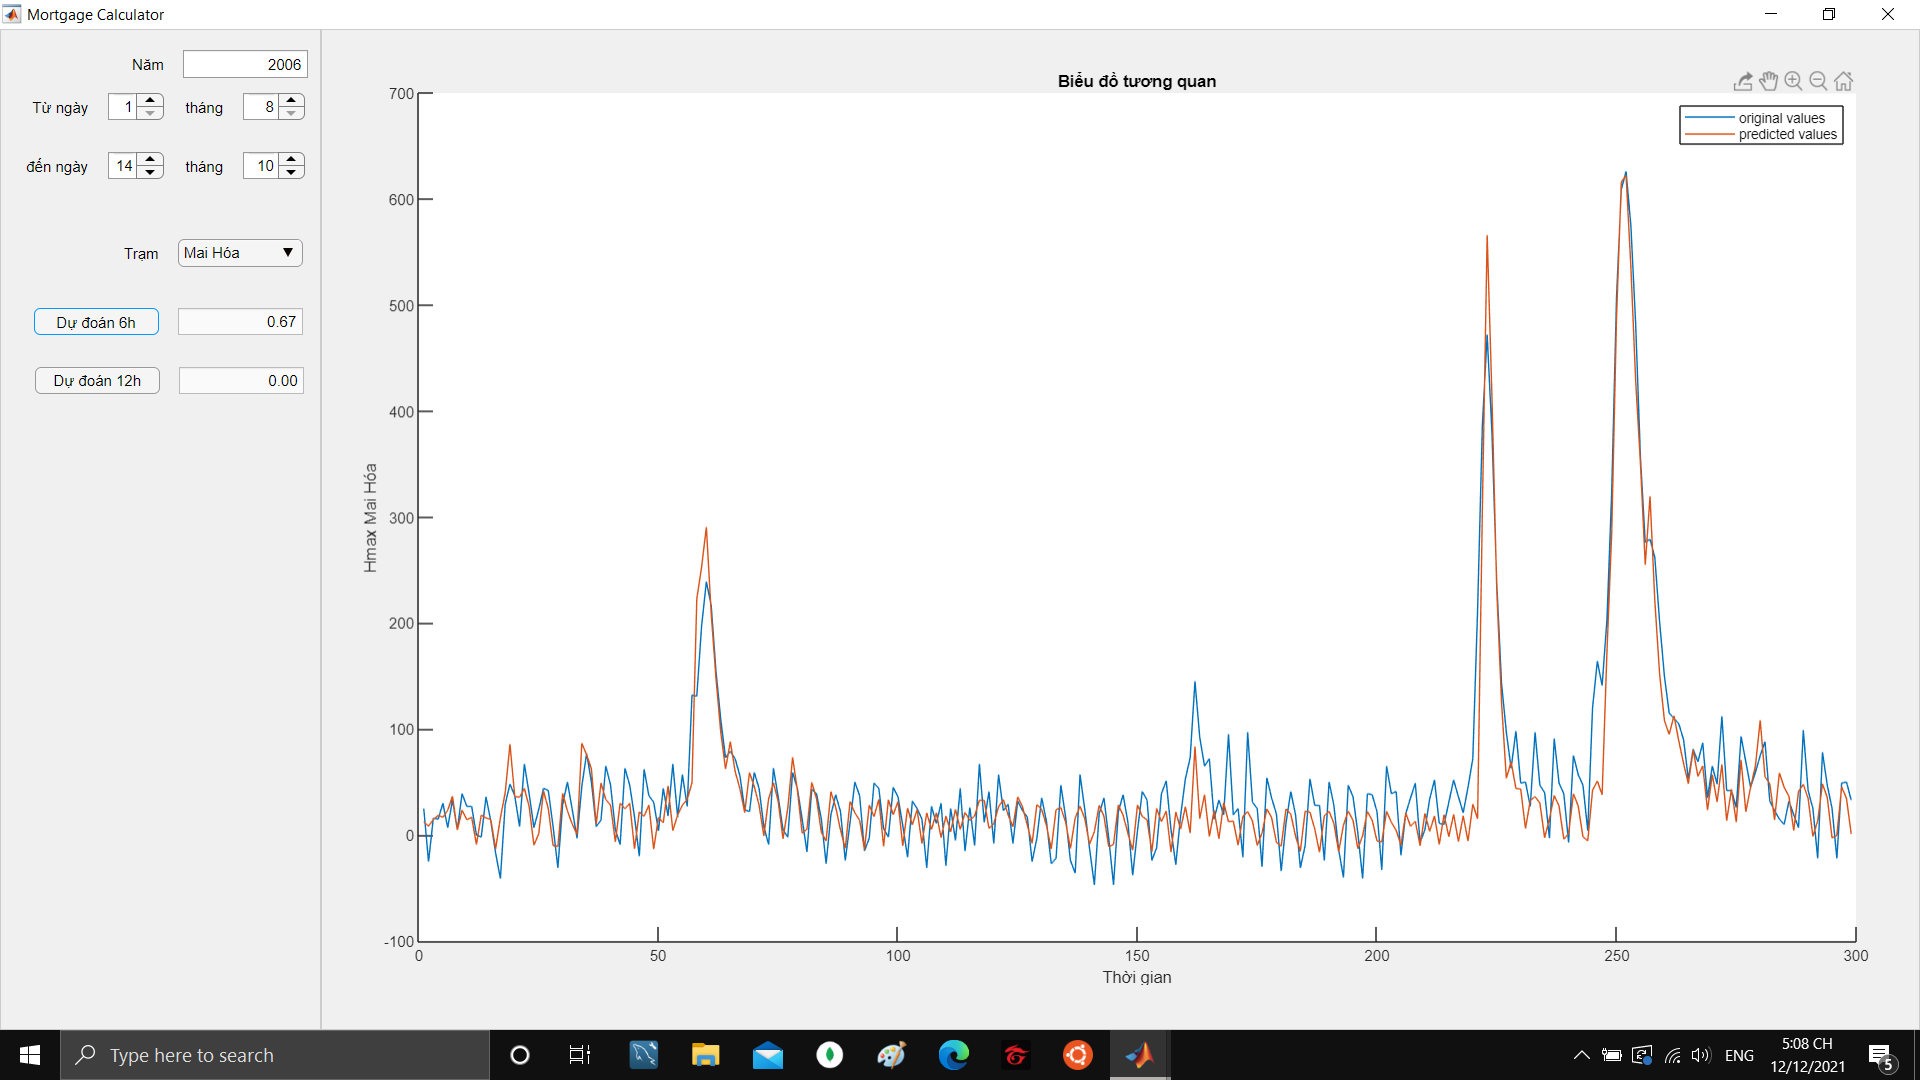 Mortgage Calculator
Năm 2006
Từ ngày 1 tháng 8
đến ngày 14 tháng 10
Trạm Mai Hóa
Dự đoán 6h 0.67
Dự đoán 12h 0.00
Biểu đồ tương quan
original values
predicted values
700
600
500
400
300
200
100
0
-100
Hmax Mai Hóa
0 50 100 150 200 250 300
Thời gian
Type here to search
ENG
5:08 CH
12/12/2021
5